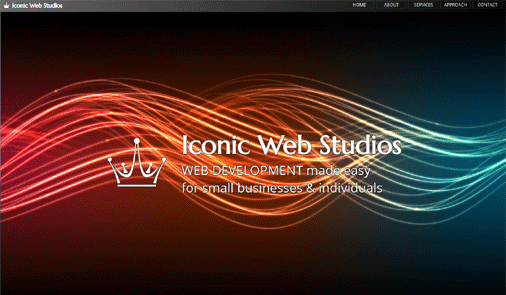 Iconic Web Studios
HOME ABOUT SERVICES APPROACH CONTACT
Iconic Web Studios
WEB DEVELOPMENT made easy
for small businesses & individuals